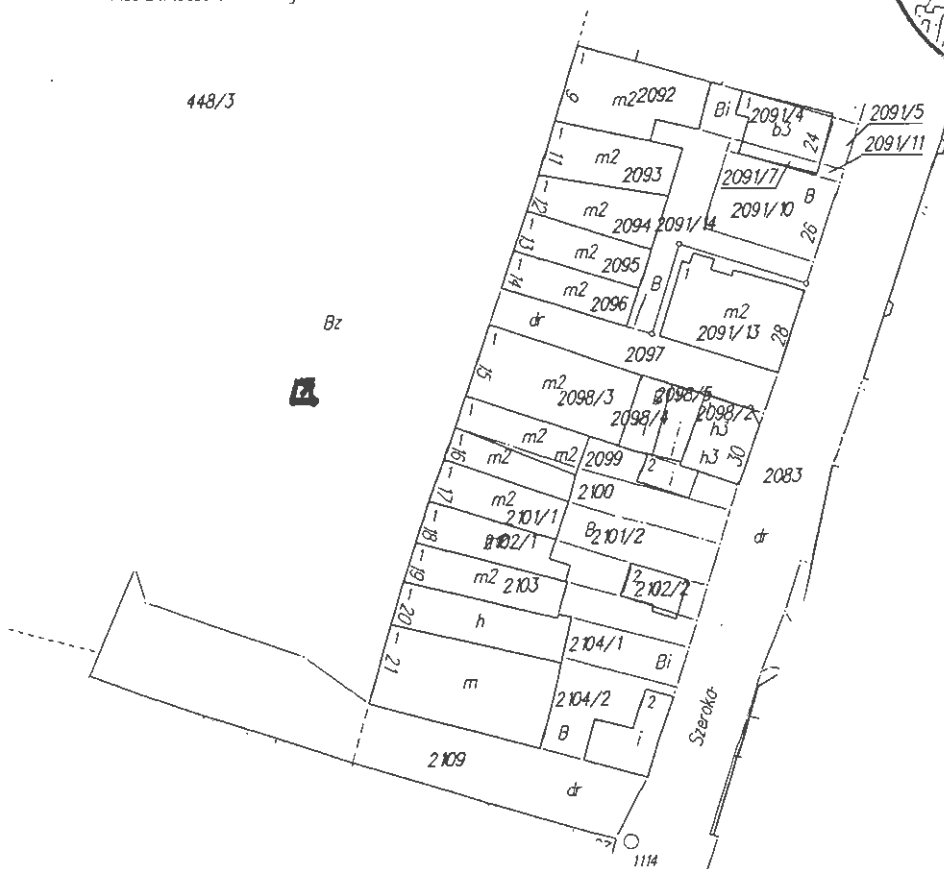 448/3
m2 2092
9
Bi
1
2091/4
b3
24
2091/5
2091/11
11
m2
2093
2091/7
B
2091/10
26
12
m2
2094
2091/14
13
m2
2095
14
m2
2096
B
1
m2
2091/13
28
dr
2097
Bz
15
m2
2098/3
2098/4
2098/5
2098/2
h3
h3
30
i
i
m2
m2
16
m2
2099
2
2100
2083
dr
17
m2
2101/1
B
2101/2
18
2102/1
2
2102/2
19
m2
2103
20
h
2104/1
Bi
21
m
2104/2
2
B
i
Szeroka
2109
dr
1114